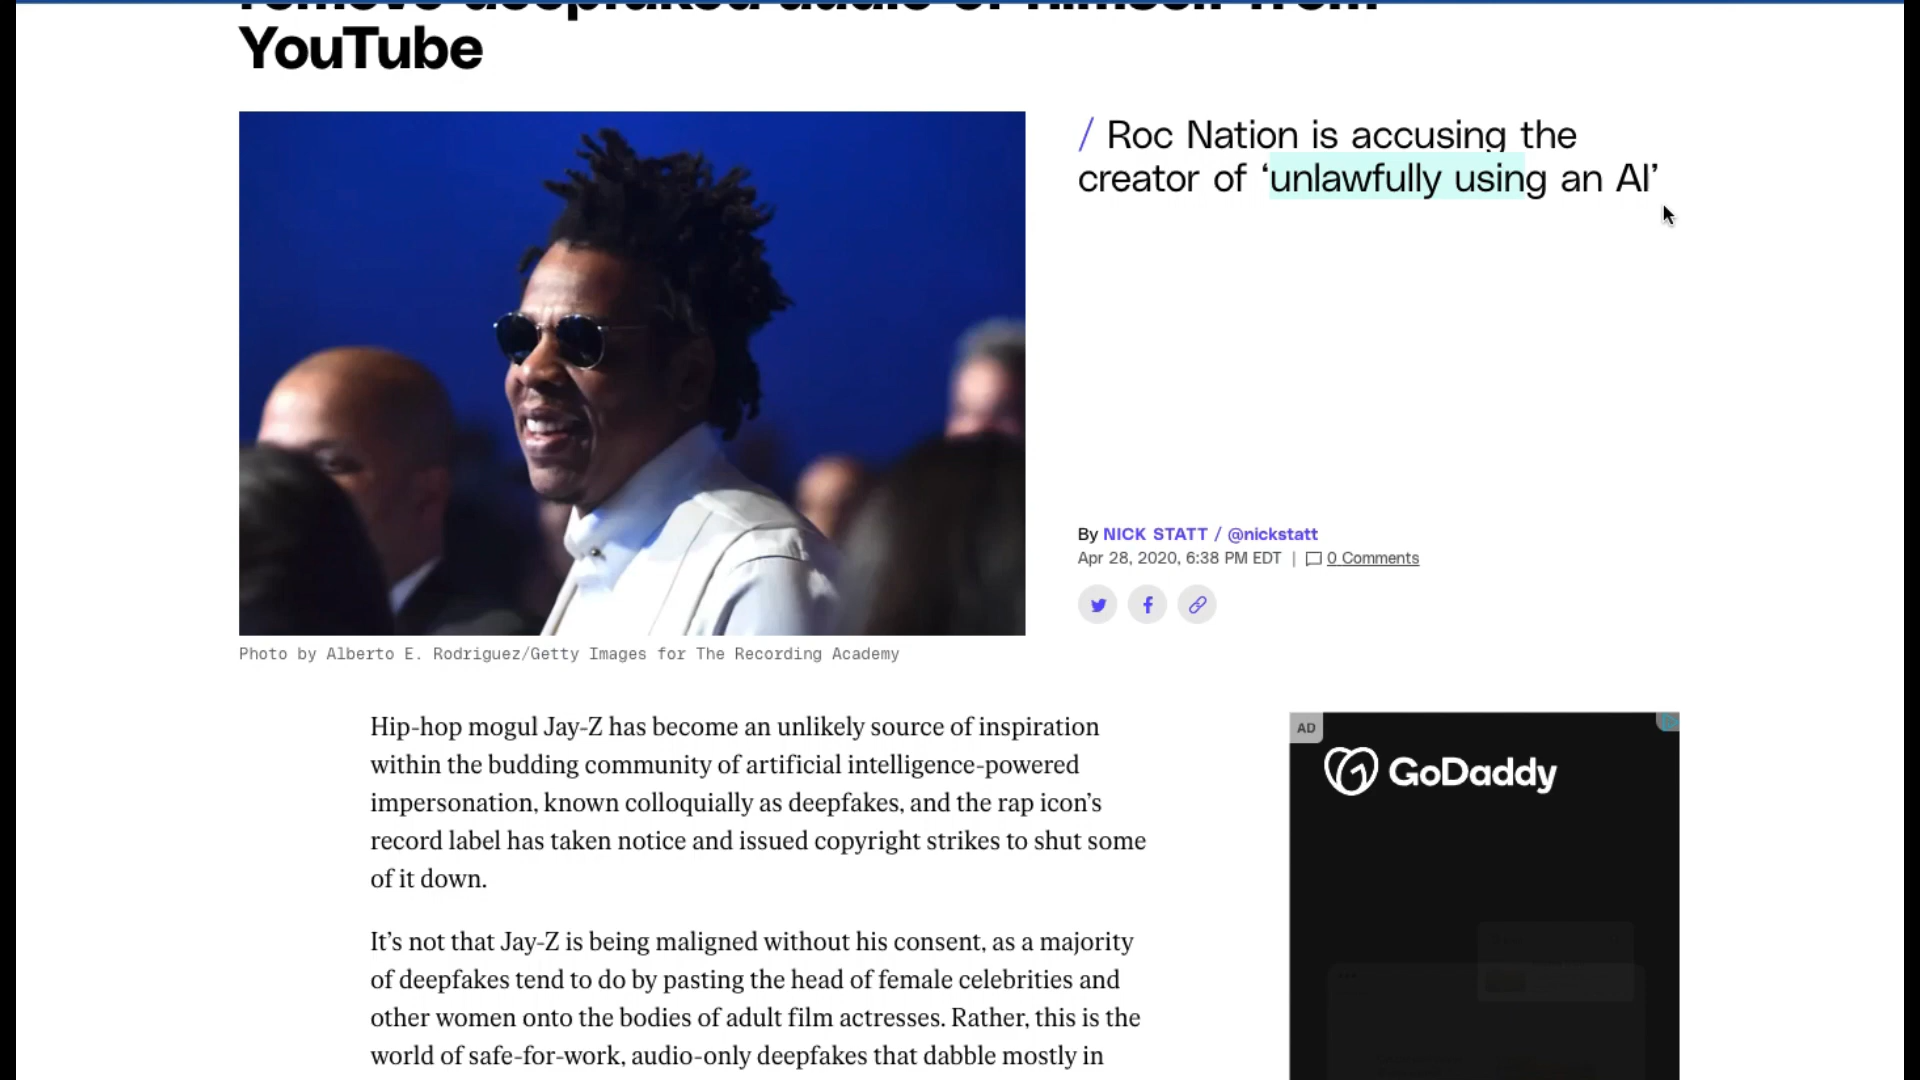 remove deepfaked audio of himself from
YouTube
/ Roc Nation is accusing the
creator of ‘unlawfully using an AI’
By NICK STATT / @nickstatt
Apr 28, 2020, 6:38 PM EDT | 0 Comments
Photo by Alberto E. Rodriguez/Getty Images for The Recording Academy
Hip-hop mogul Jay-Z has become an unlikely source of inspiration
within the budding community of artificial intelligence-powered
impersonation, known colloquially as deepfakes, and the rap icon’s
record label has taken notice and issued copyright strikes to shut some
of it down.
It’s not that Jay-Z is being maligned without his consent, as a majority
of deepfakes tend to do by pasting the head of female celebrities and
other women onto the bodies of adult film actresses. Rather, this is the
world of safe-for-work, audio-only deepfakes that dabble mostly in
AD
GoDaddy